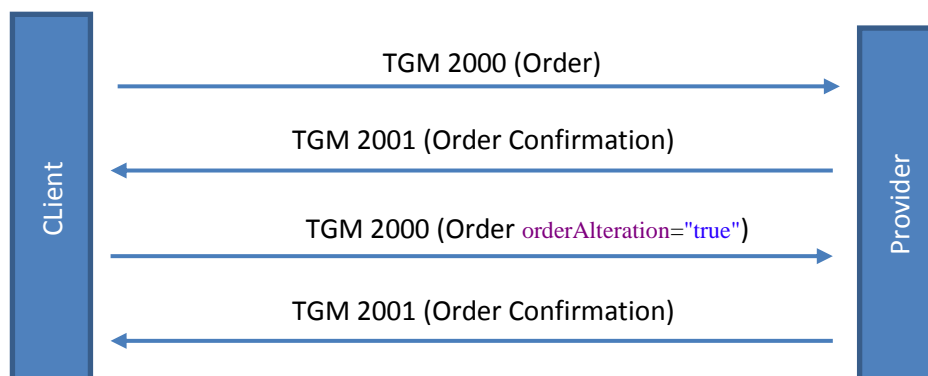 TGM 2000 (Order)
TGM 2001 (Order Confirmation)
CLient
Provider
TGM 2000 (Order orderAlteration="true")
TGM 2001 (Order Confirmation)